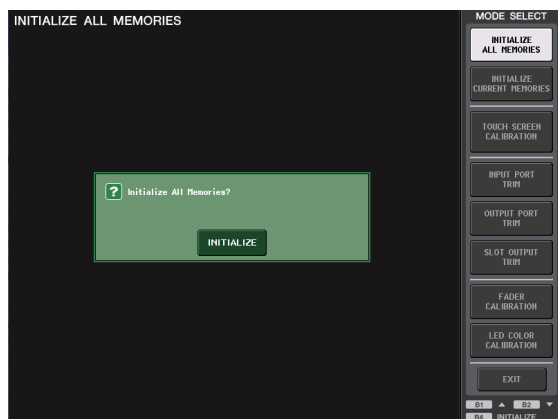 INITIALIZE ALL MEMORIES
? Initialize All Memories?
INITIALIZE
MODE SELECT
INITIALIZE
ALL MEMORIES
INITIALIZE
CURRENT MEMORIES
TOUCH SCREEN
CALIBRATION
INPUT PORT
TRIM
OUTPUT PORT
TRIM
SLOT OUTPUT
TRIM
FADER
CALIBRATION
LED COLOR
CALIBRATION
EXIT
B1 ▲ B2 ▼
B4 INITIALIZE